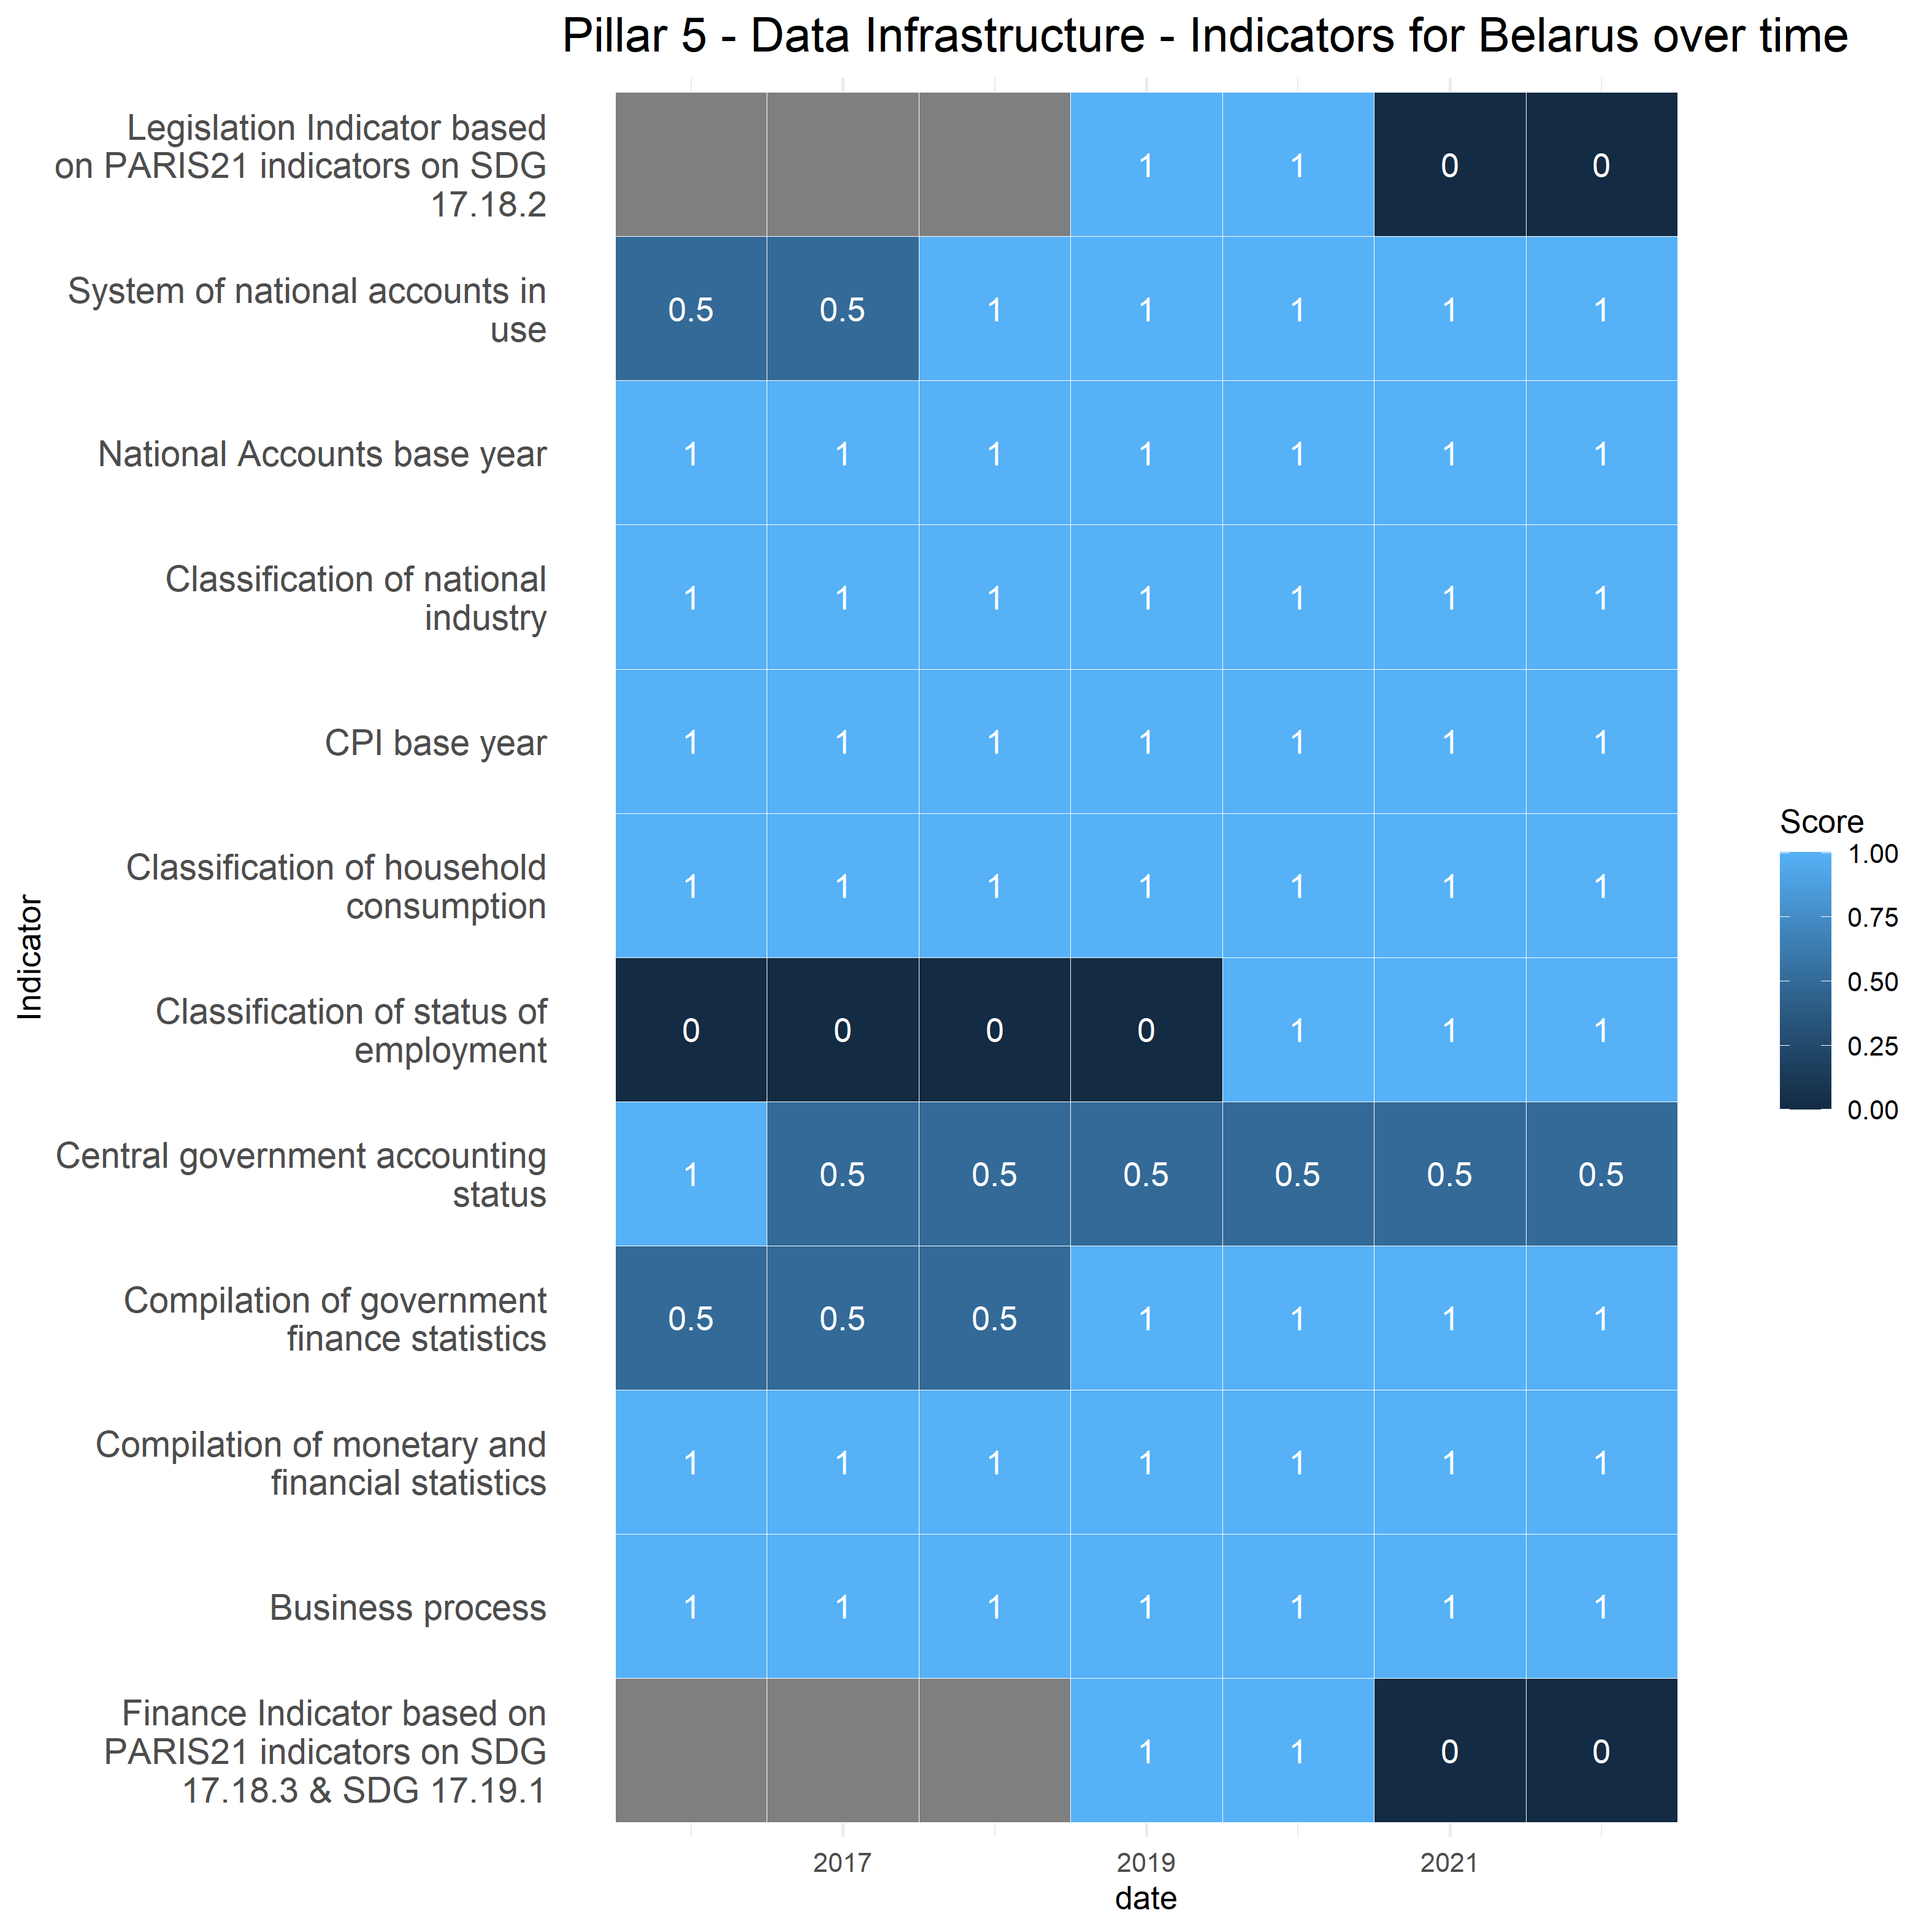 Pillar 5 - Data Infrastructure - Indicators for Belarus over time
Legislation Indicator based
on PARIS21 indicators on SDG
17.18.2
1 1 0 0
System of national accounts in
use
0.5 0.5 1 1 1 1 1
National Accounts base year
1 1 1 1 1 1 1
Classification of national
industry
1 1 1 1 1 1 1
CPI base year
1 1 1 1 1 1 1
Classification of household
consumption
1 1 1 1 1 1 1
Classification of status of
employment
0 0 0 0 1 1 1
Central government accounting
status
1 0.5 0.5 0.5 0.5 0.5 0.5
Compilation of government
finance statistics
0.5 0.5 0.5 1 1 1 1
Compilation of monetary and
financial statistics
1 1 1 1 1 1 1
Business process
1 1 1 1 1 1 1
Finance Indicator based on
PARIS21 indicators on SDG
17.18.3 & SDG 17.19.1
1 1 0 0
2017 2019 2021
date
Indicator
Score
1.00
0.75
0.50
0.25
0.00